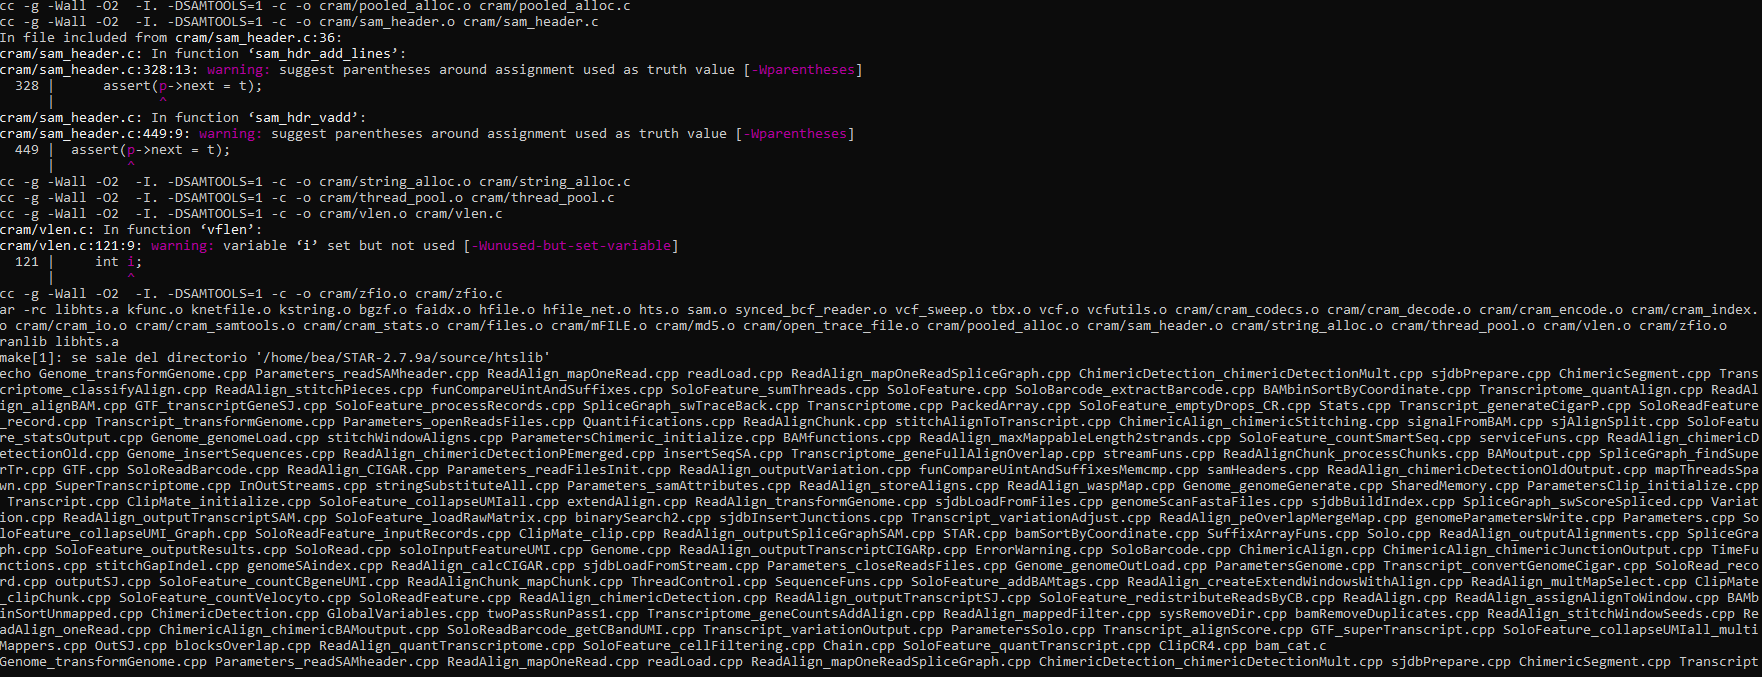 cc -g -Wall -O2  -I. -DSAMTOOLS=1 -c -o cram/pooled_alloc.o cram/pooled_alloc.c
cc -g -Wall -O2  -I. -DSAMTOOLS=1 -c -o cram/sam_header.o cram/sam_header.c
In file included from cram/sam_header.c:36:
cram/sam_header.c: In function ‘sam_hdr_add_lines’:
cram/sam_header.c:328:13: warning: suggest parentheses around assignment used as truth value [-Wparentheses]
  328 |      assert(p->next = t);
      |             ^
cram/sam_header.c: In function ‘sam_hdr_vadd’:
cram/sam_header.c:449:9: warning: suggest parentheses around assignment used as truth value [-Wparentheses]
  449 |  assert(p->next = t);
      |         ^
cc -g -Wall -O2  -I. -DSAMTOOLS=1 -c -o cram/string_alloc.o cram/string_alloc.c
cc -g -Wall -O2  -I. -DSAMTOOLS=1 -c -o cram/thread_pool.o cram/thread_pool.c
cc -g -Wall -O2  -I. -DSAMTOOLS=1 -c -o cram/vlen.o cram/vlen.c
cram/vlen.c: In function ‘vflen’:
cram/vlen.c:121:9: warning: variable ‘i’ set but not used [-Wunused-but-set-variable]
  121 |     int i;
      |         ^
cc -g -Wall -O2  -I. -DSAMTOOLS=1 -c -o cram/zfio.o cram/zfio.c
ar -rc libhts.a kfunc.o knetfile.o kstring.o bgzf.o faidx.o hfile.o hfile_net.o hts.o sam.o synced_bcf_reader.o vcf_sweep.o tbx.o vcf.o vcfutils.o cram/cram_codecs.o cram/cram_decode.o cram/cram_encode.o cram/cram_index.
o cram/cram_io.o cram/cram_samtools.o cram/cram_stats.o cram/files.o cram/mFILE.o cram/md5.o cram/open_trace_file.o cram/pooled_alloc.o cram/sam_header.o cram/string_alloc.o cram/thread_pool.o cram/vlen.o cram/zfio.o
ranlib libhts.a
make[1]: se sale del directorio '/home/bea/STAR-2.7.9a/source/htslib'
echo Genome_transformGenome.cpp Parameters_readSAMheader.cpp ReadAlign_mapOneRead.cpp readLoad.cpp ReadAlign_mapOneReadSpliceGraph.cpp ChimericDetection_chimericDetectionMult.cpp sjdbPrepare.cpp ChimericSegment.cpp Trans
criptome_classifyAlign.cpp ReadAlign_stitchPieces.cpp funCompareUintAndSuffixes.cpp SoloFeature_sumThreads.cpp SoloFeature.cpp SoloBarcode_extractBarcode.cpp BAMbinSortByCoordinate.cpp Transcriptome_quantAlign.cpp ReadAl
ign_alignBAM.cpp GTF_transcriptGeneSJ.cpp SoloFeature_processRecords.cpp SpliceGraph_swTraceBack.cpp Transcriptome.cpp PackedArray.cpp SoloFeature_emptyDrops_CR.cpp Stats.cpp Transcript_generateCigarP.cpp SoloReadFeature
_record.cpp Transcript_transformGenome.cpp Parameters_openReadsFiles.cpp Quantifications.cpp ReadAlignChunk.cpp stitchAlignToTranscript.cpp ChimericAlign_chimericStitching.cpp signalFromBAM.cpp sjAlignSplit.cpp SoloFeatu
re_statsOutput.cpp Genome_genomeLoad.cpp stitchWindowAligns.cpp ParametersChimeric_initialize.cpp BAMfunctions.cpp ReadAlign_maxMappableLength2strands.cpp SoloFeature_countSmartSeq.cpp serviceFuns.cpp ReadAlign_chimericD
etectionOld.cpp Genome_insertSequences.cpp ReadAlign_chimericDetectionPEmerged.cpp insertSeqSA.cpp Transcriptome_geneFullAlignOverlap.cpp streamFuns.cpp ReadAlignChunk_processChunks.cpp BAMoutput.cpp SpliceGraph_findSupe
rTr.cpp GTF.cpp SoloReadBarcode.cpp ReadAlign_CIGAR.cpp Parameters_readFilesInit.cpp ReadAlign_outputVariation.cpp funCompareUintAndSuffixesMemcmp.cpp samHeaders.cpp ReadAlign_chimericDetectionOldOutput.cpp mapThreadsSpa
wn.cpp SuperTranscriptome.cpp InOutStreams.cpp stringSubstituteAll.cpp Parameters_samAttributes.cpp ReadAlign_storeAligns.cpp ReadAlign_waspMap.cpp Genome_genomeGenerate.cpp SharedMemory.cpp ParametersClip_initialize.cpp
 Transcript.cpp ClipMate_initialize.cpp SoloFeature_collapseUMIall.cpp extendAlign.cpp ReadAlign_transformGenome.cpp sjdbLoadFromFiles.cpp genomeScanFastaFiles.cpp sjdbBuildIndex.cpp SpliceGraph_swScoreSpliced.cpp Variat
ion.cpp ReadAlign_outputTranscriptSAM.cpp SoloFeature_loadRawMatrix.cpp binarySearch2.cpp sjdbInsertJunctions.cpp Transcript_variationAdjust.cpp ReadAlign_peOverlapMergeMap.cpp genomeParametersWrite.cpp Parameters.cpp So
loFeature_collapseUMI_Graph.cpp SoloReadFeature_inputRecords.cpp ClipMate_clip.cpp ReadAlign_outputSpliceGraphSAM.cpp STAR.cpp bamSortByCoordinate.cpp SuffixArrayFuns.cpp Solo.cpp ReadAlign_outputAlignments.cpp SpliceGra
ph.cpp SoloFeature_outputResults.cpp SoloRead.cpp soloInputFeatureUMI.cpp Genome.cpp ReadAlign_outputTranscriptCIGARp.cpp ErrorWarning.cpp SoloBarcode.cpp ChimericAlign.cpp ChimericAlign_chimericJunctionOutput.cpp TimeFu
nctions.cpp stitchGapIndel.cpp genomeSAindex.cpp ReadAlign_calcCIGAR.cpp sjdbLoadFromStream.cpp Parameters_closeReadsFiles.cpp Genome_genomeOutLoad.cpp ParametersGenome.cpp Transcript_convertGenomeCigar.cpp SoloRead_reco
rd.cpp outputSJ.cpp SoloFeature_countCBgeneUMI.cpp ReadAlignChunk_mapChunk.cpp ThreadControl.cpp SequenceFuns.cpp SoloFeature_addBAMtags.cpp ReadAlign_createExtendWindowsWithAlign.cpp ReadAlign_multMapSelect.cpp ClipMate
_clipChunk.cpp SoloFeature_countVelocyto.cpp SoloReadFeature.cpp ReadAlign_chimericDetection.cpp ReadAlign_outputTranscriptSJ.cpp SoloFeature_redistributeReadsByCB.cpp ReadAlign.cpp ReadAlign_assignAlignToWindow.cpp BAMb
inSortUnmapped.cpp ChimericDetection.cpp GlobalVariables.cpp twoPassRunPass1.cpp Transcriptome_geneCountsAddAlign.cpp ReadAlign_mappedFilter.cpp sysRemoveDir.cpp bamRemoveDuplicates.cpp ReadAlign_stitchWindowSeeds.cpp Re
adAlign_oneRead.cpp ChimericAlign_chimericBAMoutput.cpp SoloReadBarcode_getCBandUMI.cpp Transcript_variationOutput.cpp ParametersSolo.cpp Transcript_alignScore.cpp GTF_superTranscript.cpp SoloFeature_collapseUMIall_multi
Mappers.cpp OutSJ.cpp blocksOverlap.cpp ReadAlign_quantTranscriptome.cpp SoloFeature_cellFiltering.cpp Chain.cpp SoloFeature_quantTranscript.cpp ClipCR4.cpp bam_cat.c
Genome_transformGenome.cpp Parameters_readSAMheader.cpp ReadAlign_mapOneRead.cpp readLoad.cpp ReadAlign_mapOneReadSpliceGraph.cpp ChimericDetection_chimericDetectionMult.cpp sjdbPrepare.cpp ChimericSegment.cpp Transcript